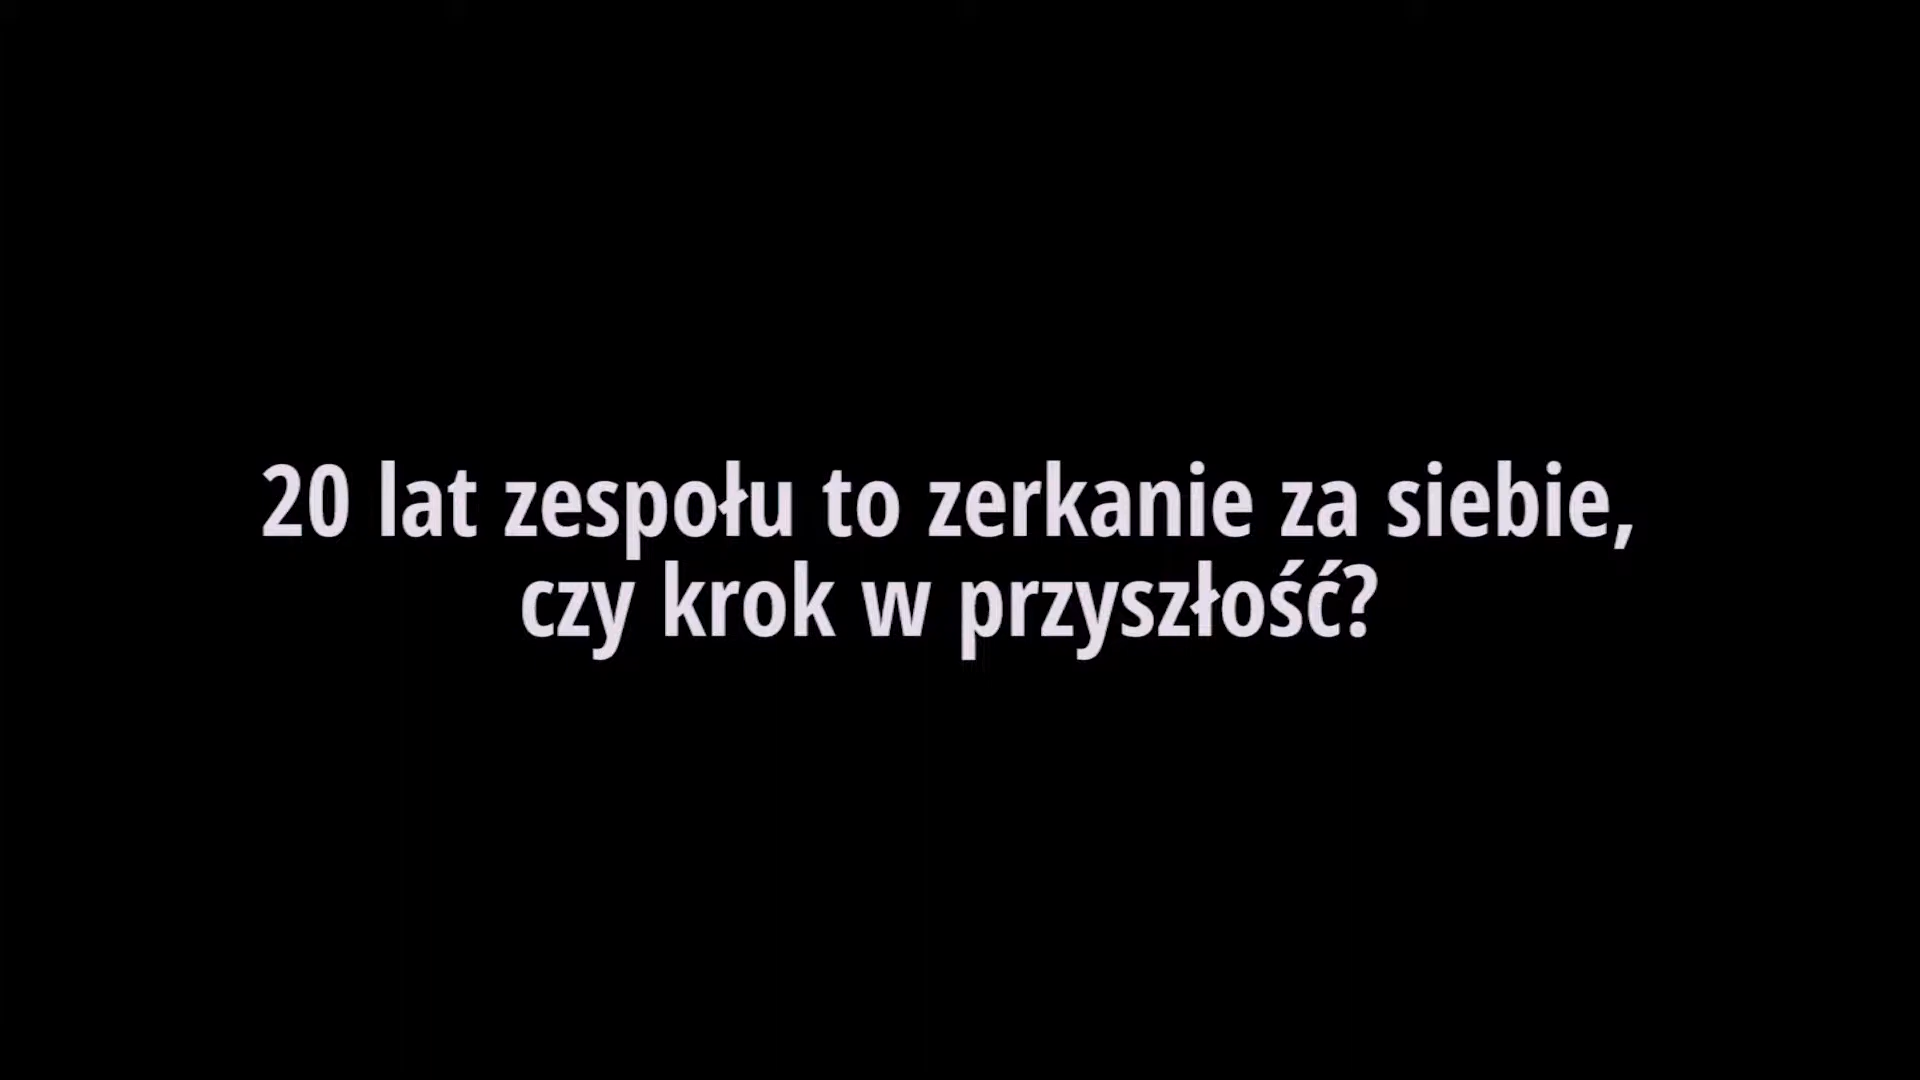 20 lat zespołu to zerkanie za siebie,
czy krok w przyszłość?